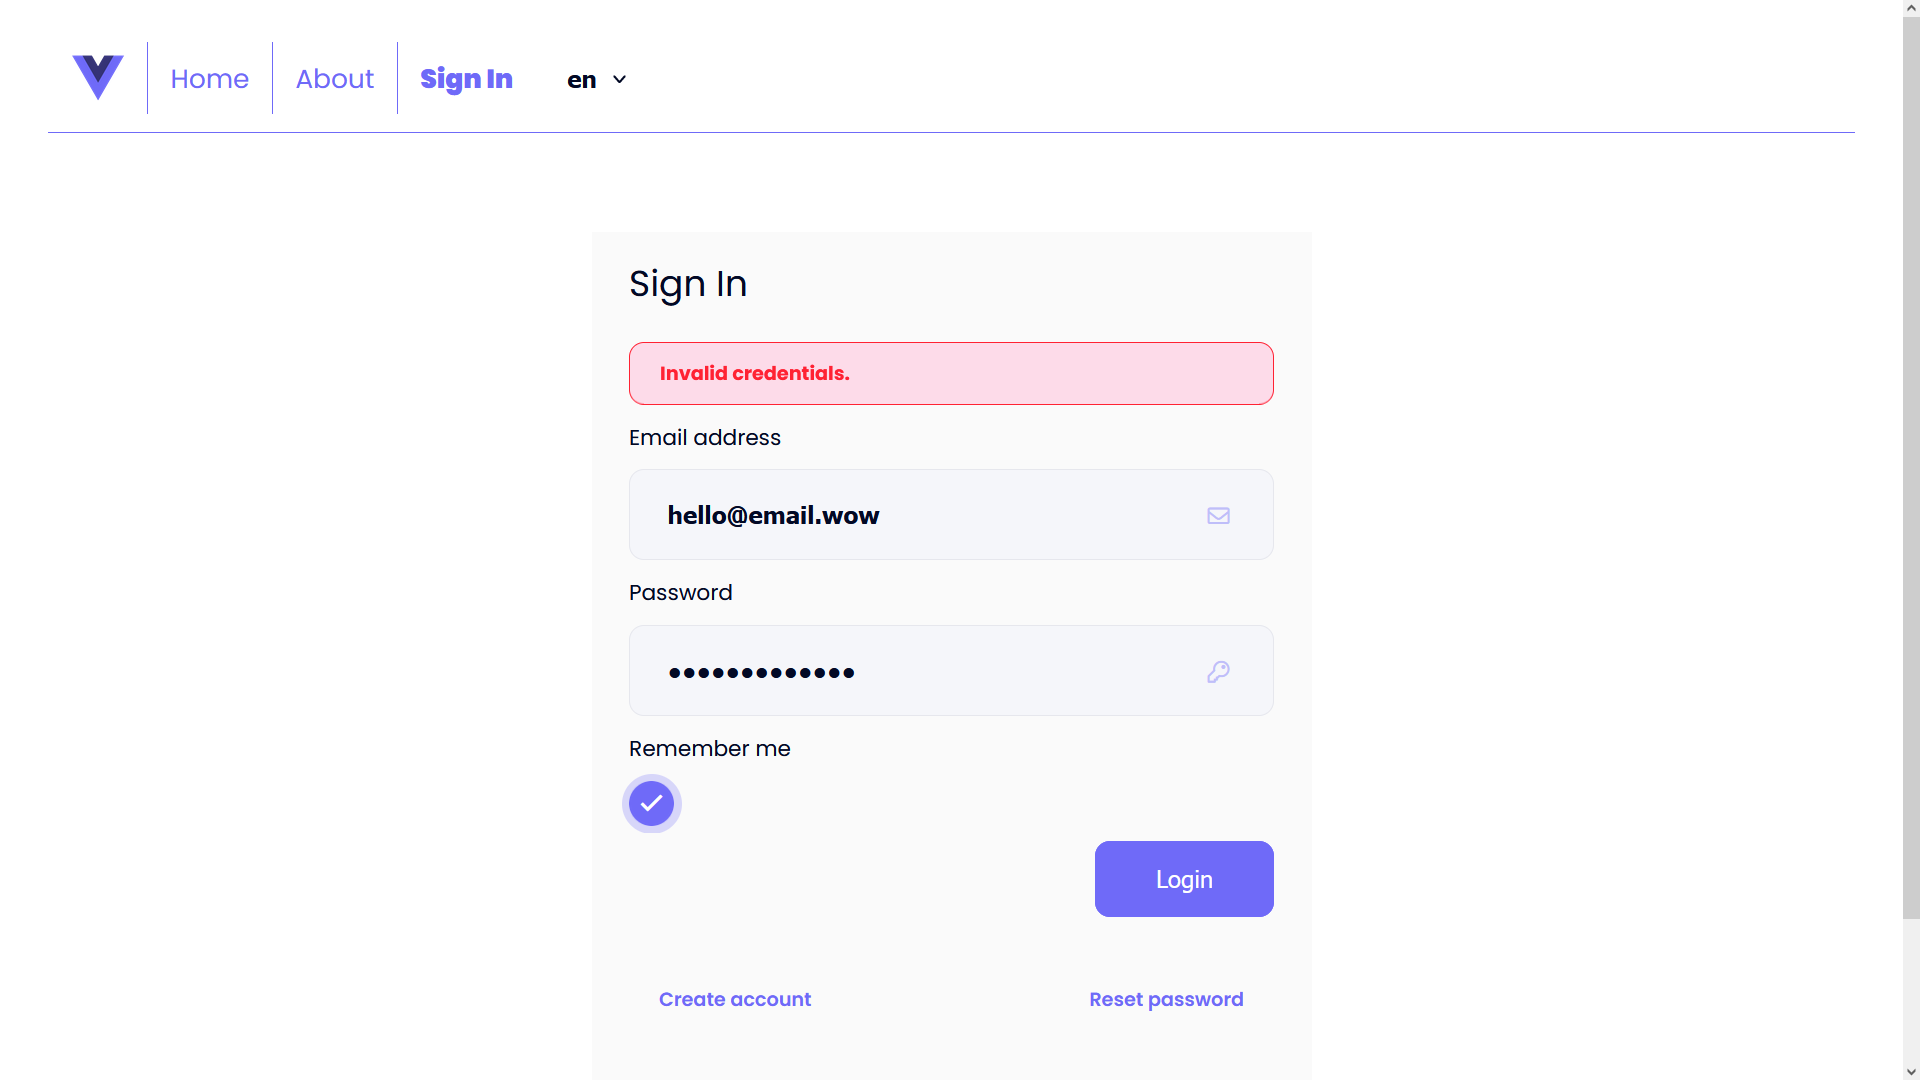 Home
About
Sign In
en
Sign In
Invalid credentials.
Email address
hello@email.wow
Password
•••••••••••••
Remember me
Login
Create account
Reset password